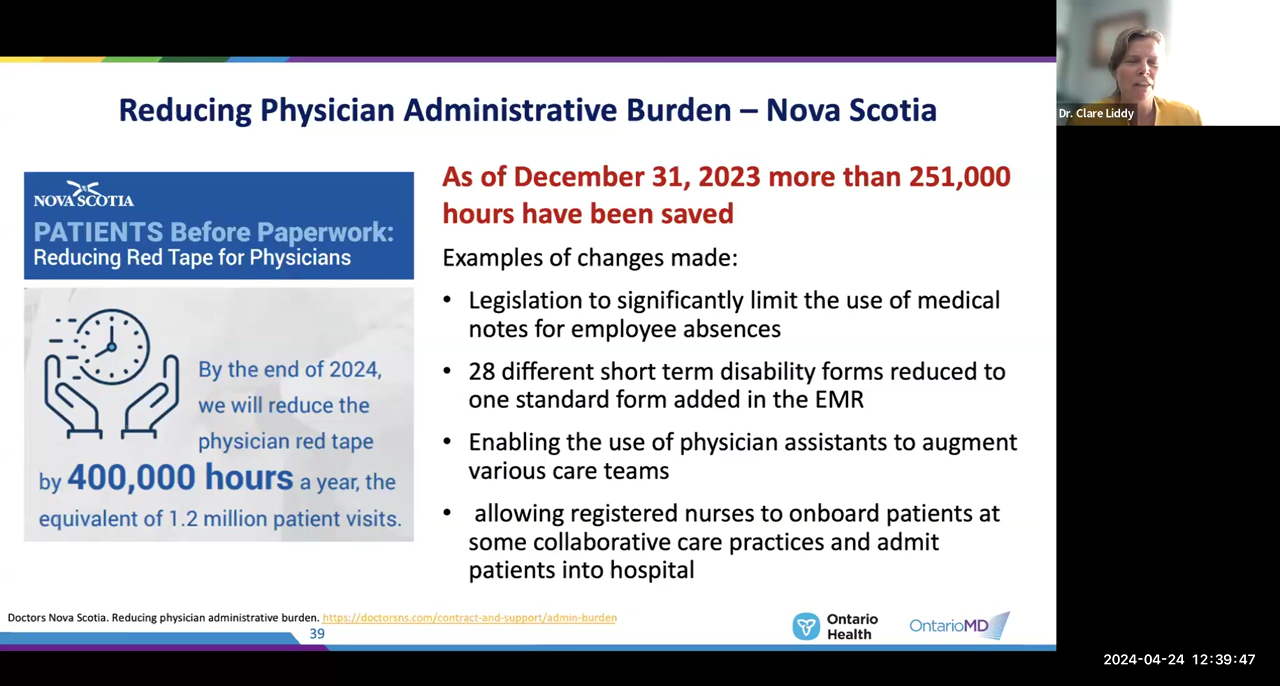 Reducing Physician Administrative Burden – Nova Scotia
NOVA SCOTIA
PATIENTS Before Paperwork:
Reducing Red Tape for Physicians
By the end of 2024,
we will reduce the
physician red tape
by 400,000 hours a year, the
equivalent of 1.2 million patient visits.
As of December 31, 2023 more than 251,000
hours have been saved
Examples of changes made:
• Legislation to significantly limit the use of medical
notes for employee absences
• 28 different short term disability forms reduced to
one standard form added in the EMR
• Enabling the use of physician assistants to augment
various care teams
• allowing registered nurses to onboard patients at
some collaborative care practices and admit
patients into hospital
Doctors Nova Scotia. Reducing physician administrative burden. https://doctorsns.com/contract-and-support/admin-burden
39
Ontario
Health
OntarioMD
Dr. Clare Liddy
2024-04-24 12:39:47